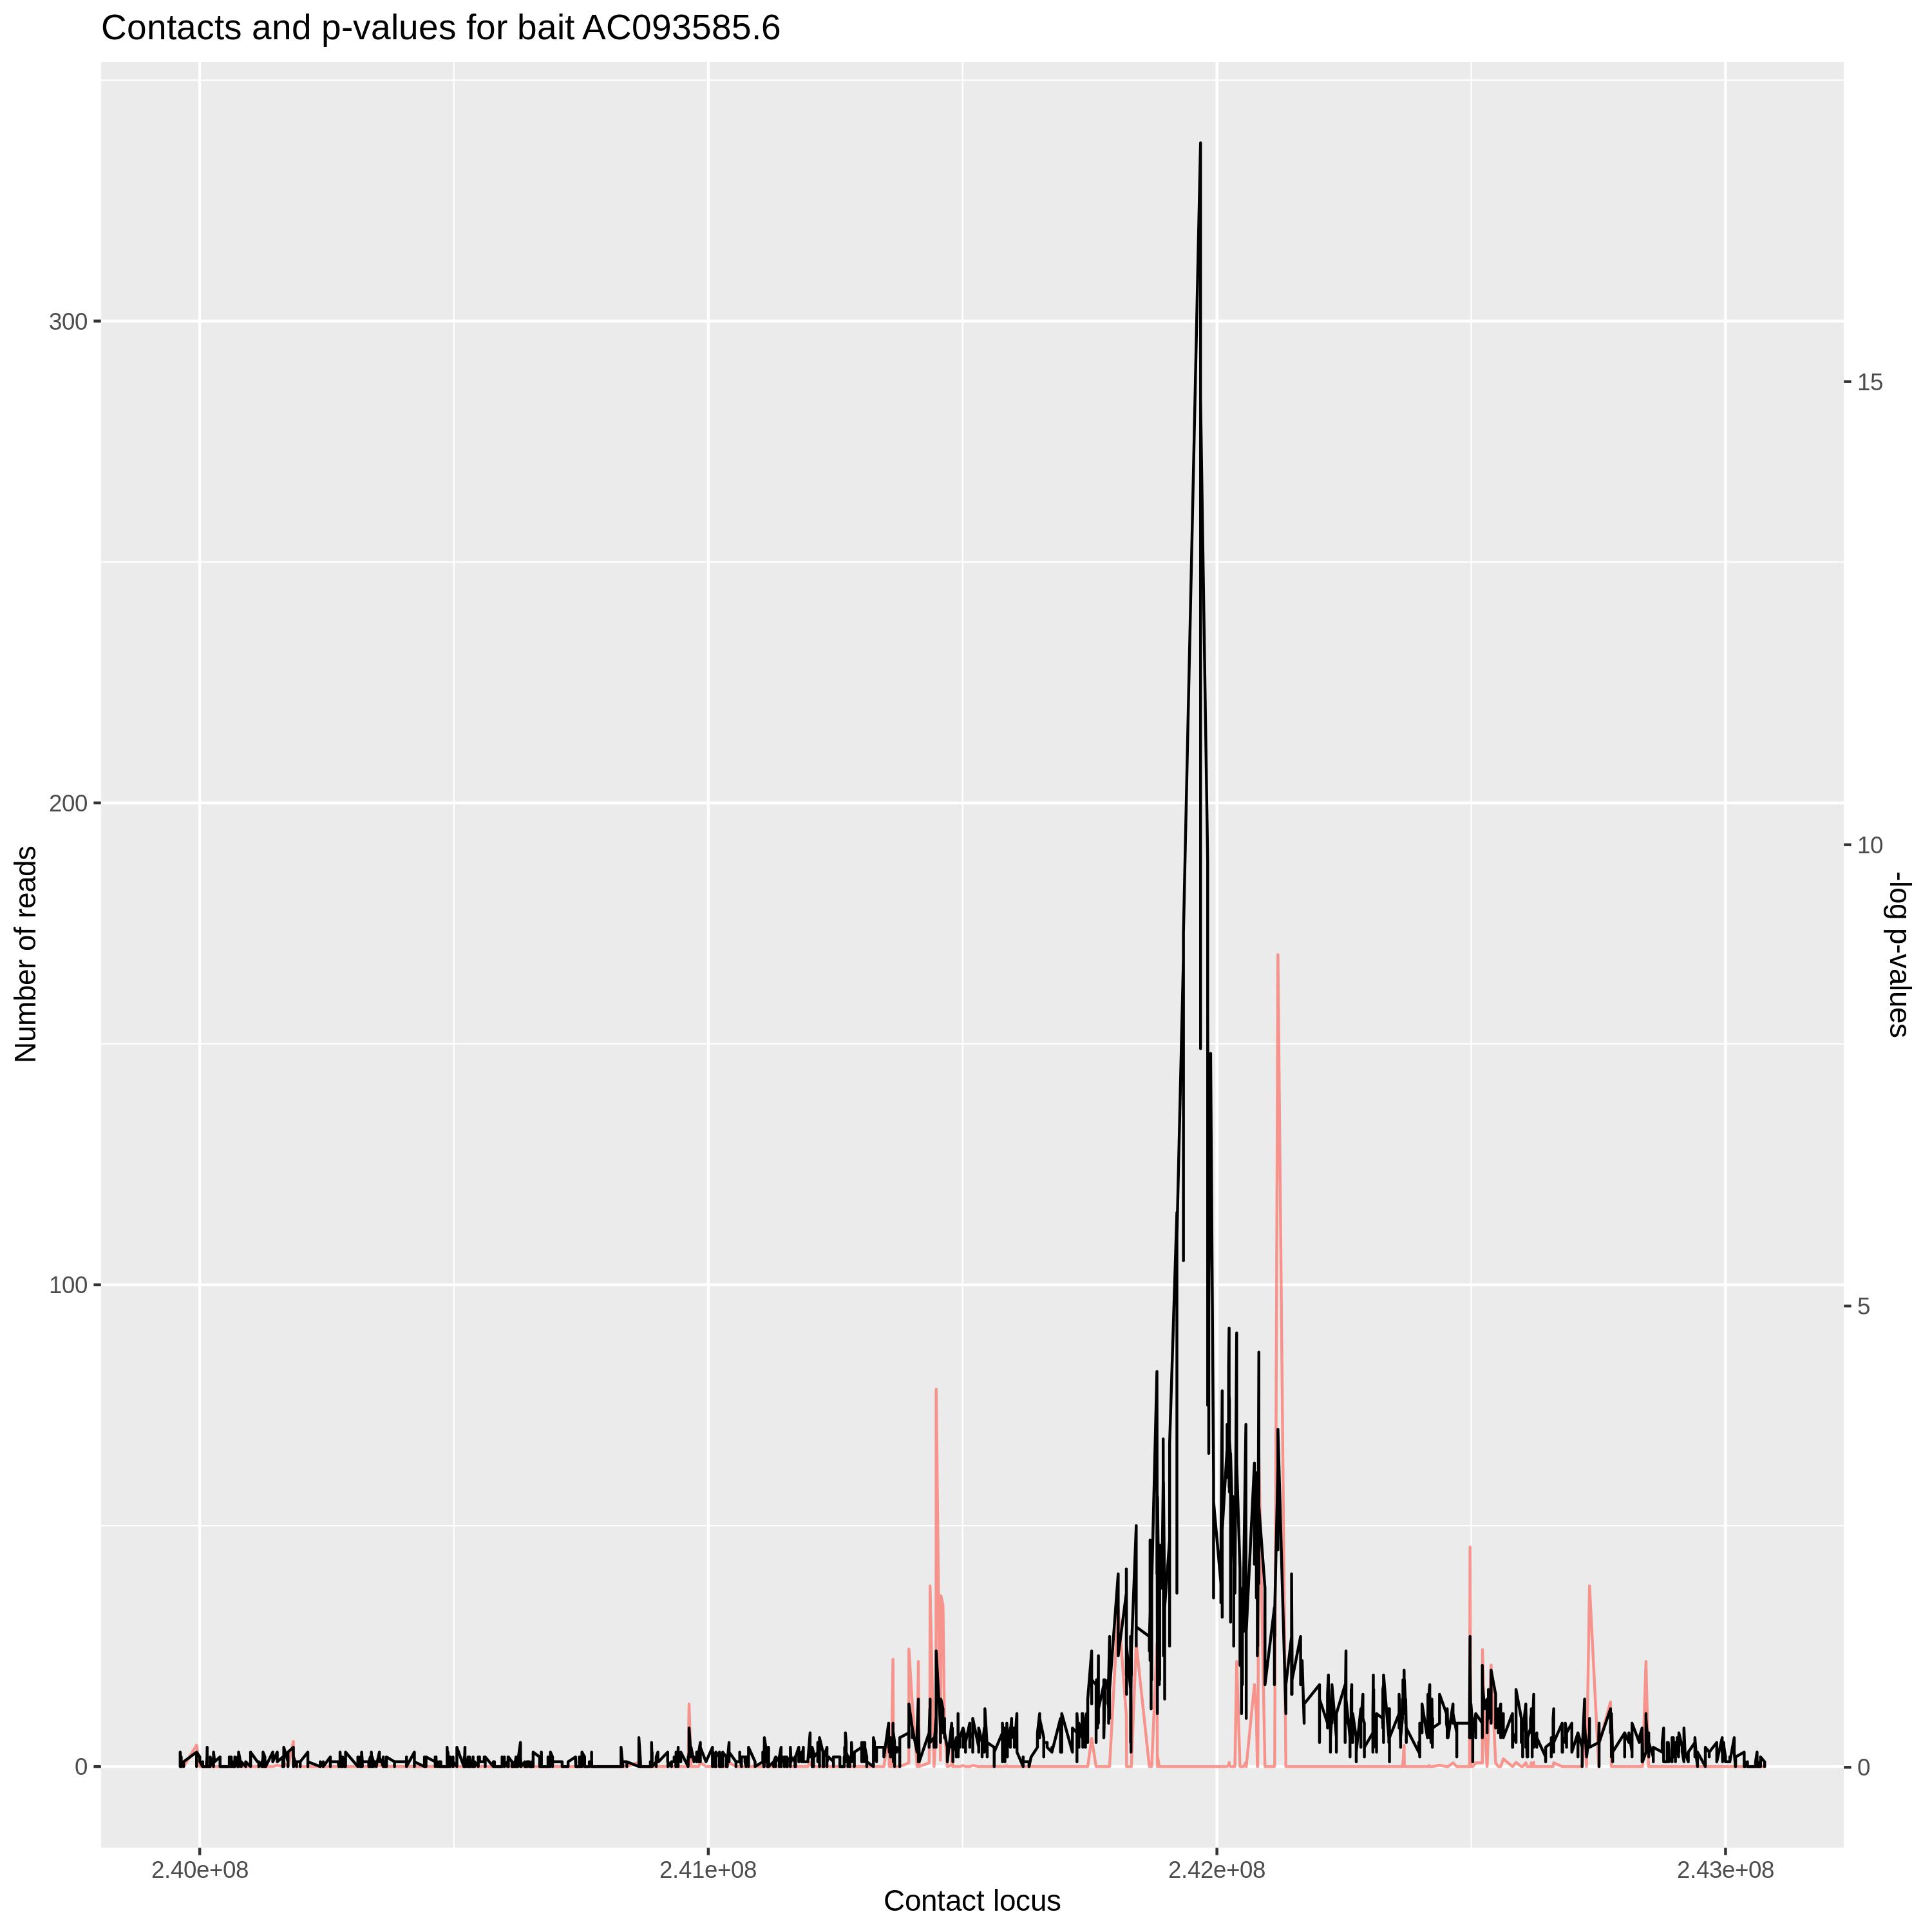 Contacts and p-values for bait AC093585.6
300
200
100
0
Number of reads
15
10
5
0
-log p-values
2.40e+08 2.41e+08 2.42e+08 2.43e+08
Contact locus